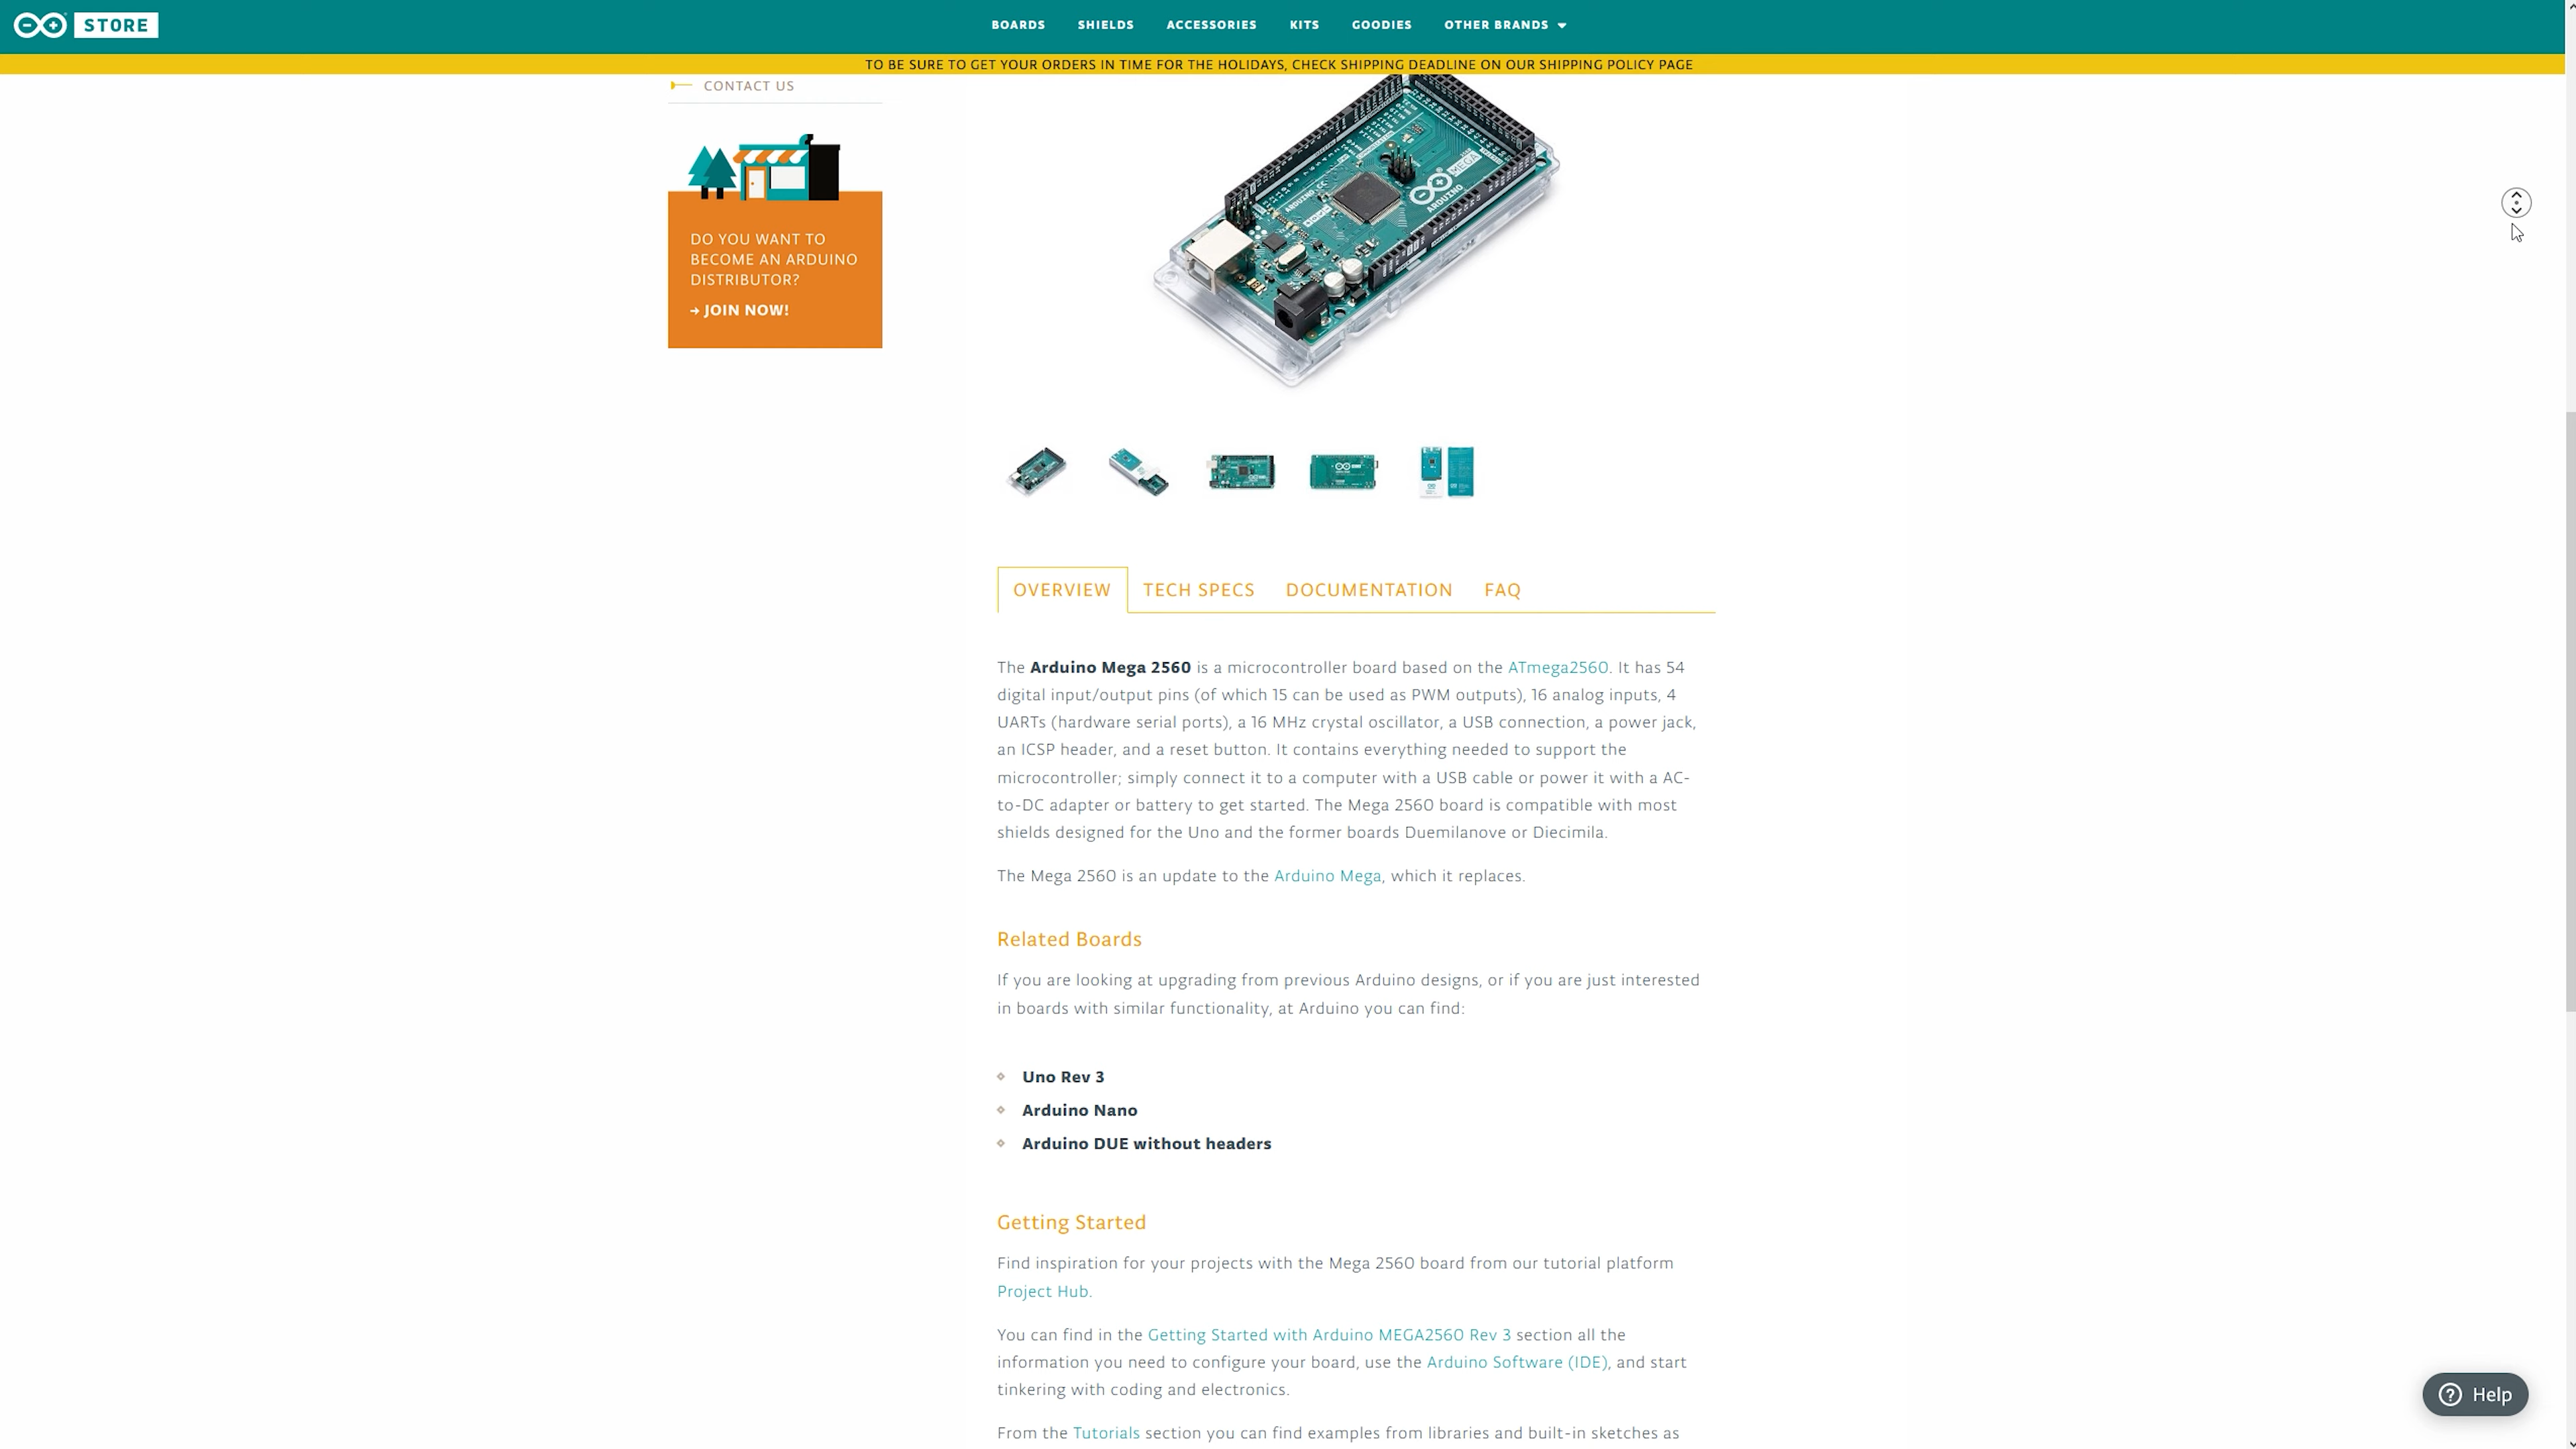 STORE
BOARDS SHIELDS ACCESSORIES KITS GOODIES OTHER BRANDS
TO BE SURE TO GET YOUR ORDERS IN TIME FOR THE HOLIDAYS, CHECK SHIPPING DEADLINE ON OUR SHIPPING POLICY PAGE
CONTACT US
DO YOU WANT TO
BECOME AN ARDUINO
DISTRIBUTOR?
→ JOIN NOW!
MEGA
ARDUINO
OVERVIEW TECH SPECS DOCUMENTATION FAQ
The Arduino Mega 2560 is a microcontroller board based on the ATmega2560. It has 54
digital input/output pins (of which 15 can be used as PWM outputs), 16 analog inputs, 4
UARTs (hardware serial ports), a 16 MHz crystal oscillator, a USB connection, a power jack,
an ICSP header, and a reset button. It contains everything needed to support the
microcontroller; simply connect it to a computer with a USB cable or power it with a AC-
to-DC adapter or battery to get started. The Mega 2560 board is compatible with most
shields designed for the Uno and the former boards Duemilanove or Diecimila.
The Mega 2560 is an update to the Arduino Mega, which it replaces.
Related Boards
If you are looking at upgrading from previous Arduino designs, or if you are just interested
in boards with similar functionality, at Arduino you can find:
Uno Rev 3
Arduino Nano
Arduino DUE without headers
Getting Started
Find inspiration for your projects with the Mega 2560 board from our tutorial platform
Project Hub.
You can find in the Getting Started with Arduino MEGA2560 Rev 3 section all the
information you need to configure your board, use the Arduino Software (IDE), and start
tinkering with coding and electronics.
From the Tutorials section you can find examples from libraries and built-in sketches as
Help